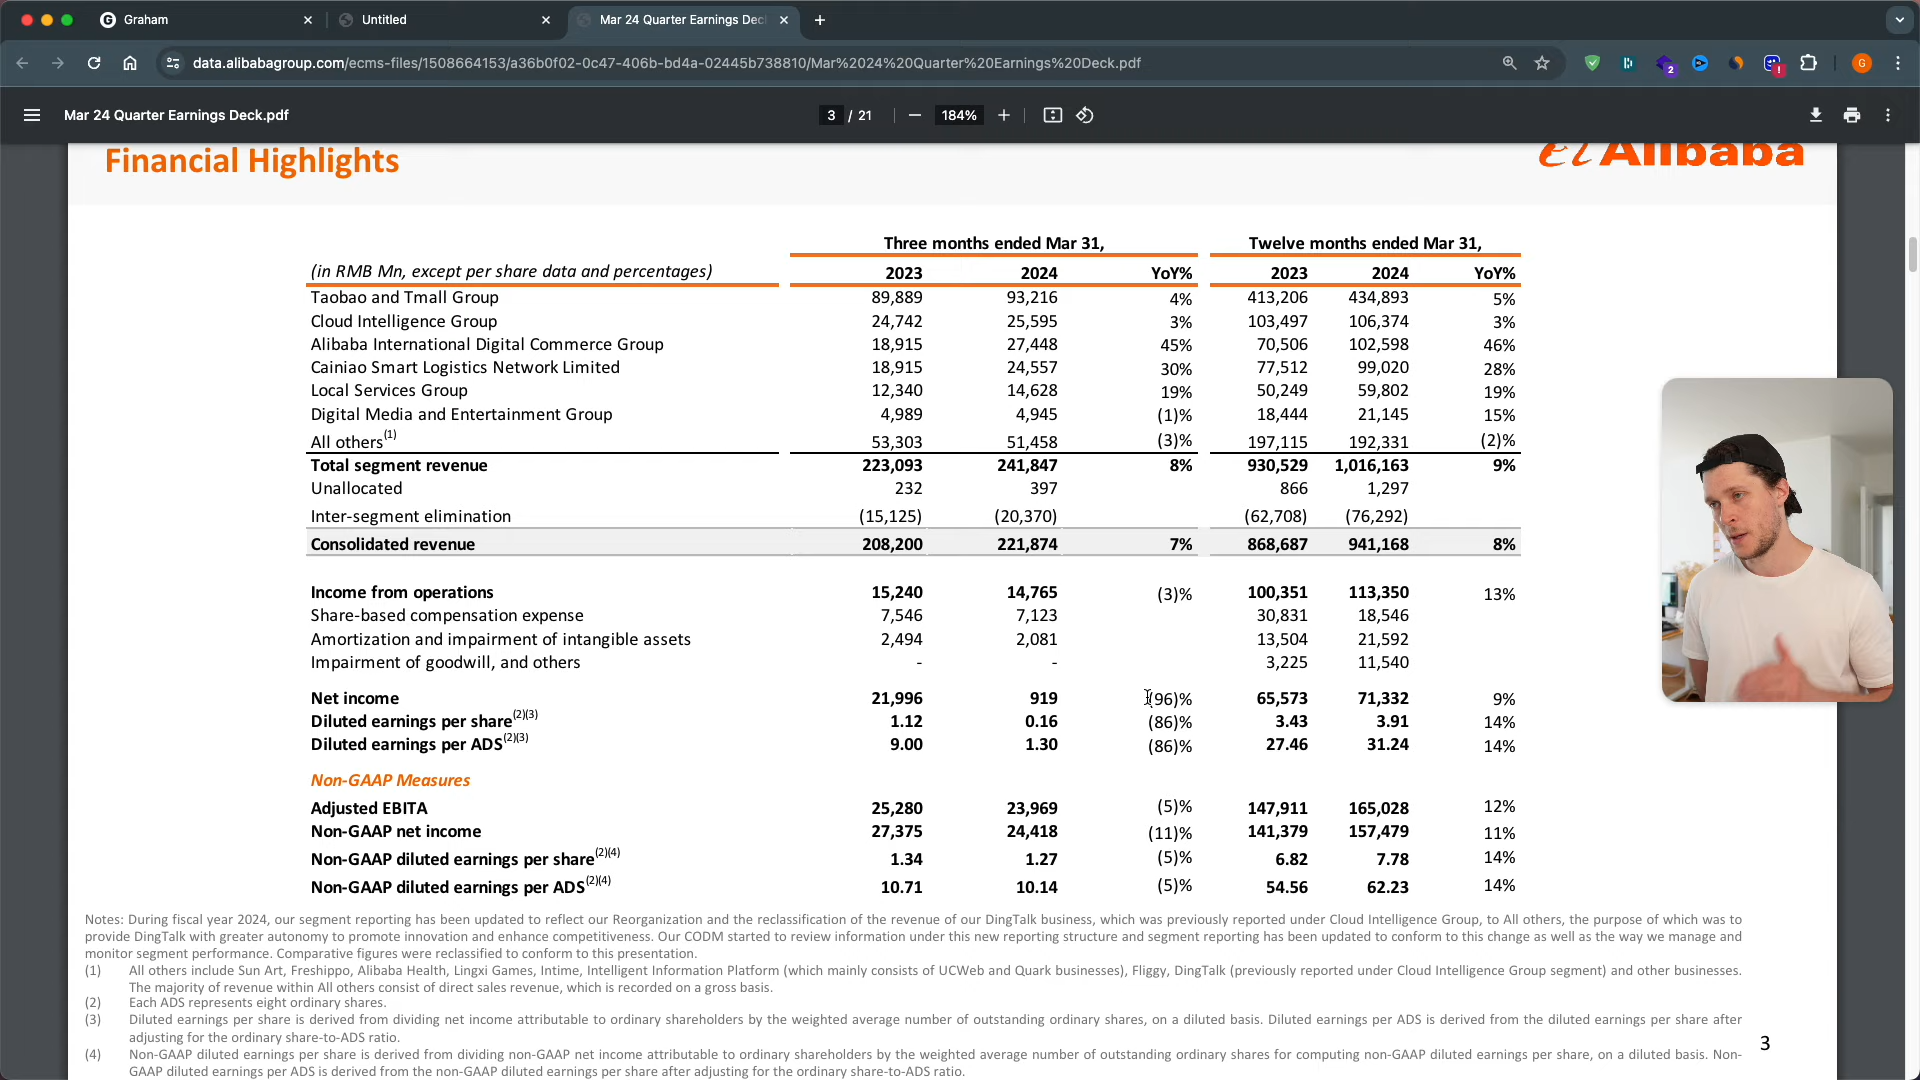 Graham
Untitled
Mar 24 Quarter Earnings Dec
data.alibabagroup.com/ecms-files/1508664153/a36b0f02-0c47-406b-bd4a-02445b738810/Mar%2024%20Quarter%20Earnings%20Deck.pdf
2
!
G
Mar 24 Quarter Earnings Deck.pdf
3 / 21
184%
Financial Highlights
Alibaba
Three months ended Mar 31, Twelve months ended Mar 31,
(in RMB Mn, except per share data and percentages) 2023 2024 YoY% 2023 2024 YoY%
Taobao and Tmall Group 89,889 93,216 4% 413,206 434,893 5%
Cloud Intelligence Group 24,742 25,595 3% 103,497 106,374 3%
Alibaba International Digital Commerce Group 18,915 27,448 45% 70,506 102,598 46%
Cainiao Smart Logistics Network Limited 18,915 24,557 30% 77,512 99,020 28%
Local Services Group 12,340 14,628 19% 50,249 59,802 19%
Digital Media and Entertainment Group 4,989 4,945 (1)% 18,444 21,145 15%
All others(1) 53,303 51,458 (3)% 197,115 192,331 (2)%
Total segment revenue 223,093 241,847 8% 930,529 1,016,163 9%
Unallocated 232 397 866 1,297
Inter-segment elimination (15,125) (20,370) (62,708) (76,292)
Consolidated revenue 208,200 221,874 7% 868,687 941,168 8%
Income from operations 15,240 14,765 (3)% 100,351 113,350 13%
Share-based compensation expense 7,546 7,123 30,831 18,546
Amortization and impairment of intangible assets 2,494 2,081 13,504 21,592
Impairment of goodwill, and others - - 3,225 11,540
Net income 21,996 919 (96)% 65,573 71,332 9%
Diluted earnings per share(2)(3) 1.12 0.16 (86)% 3.43 3.91 14%
Diluted earnings per ADS(2)(3) 9.00 1.30 (86)% 27.46 31.24 14%
Non-GAAP Measures
Adjusted EBITA 25,280 23,969 (5)% 147,911 165,028 12%
Non-GAAP net income 27,375 24,418 (11)% 141,379 157,479 11%
Non-GAAP diluted earnings per share(2)(4) 1.34 1.27 (5)% 6.82 7.78 14%
Non-GAAP diluted earnings per ADS(2)(4) 10.71 10.14 (5)% 54.56 62.23 14%
Notes: During fiscal year 2024, our segment reporting has been updated to reflect our Reorganization and the reclassification of the revenue of our DingTalk business, which was previously reported under Cloud Intelligence Group, to All others, the purpose of which was to
provide DingTalk with greater autonomy to promote innovation and enhance competitiveness. Our CODM started to review information under this new reporting structure and segment reporting has been updated to conform to this change as well as the way we manage and
monitor segment performance. Comparative figures were reclassified to conform to this presentation.
(1) All others include Sun Art, Freshippo, Alibaba Health, Lingxi Games, Intime, Intelligent Information Platform (which mainly consists of UCWeb and Quark businesses), Fliggy, DingTalk (previously reported under Cloud Intelligence Group segment) and other businesses.
The majority of revenue within All others consist of direct sales revenue, which is recorded on a gross basis.
(2) Each ADS represents eight ordinary shares.
(3) Diluted earnings per share is derived from dividing net income attributable to ordinary shareholders by the weighted average number of outstanding ordinary shares, on a diluted basis. Diluted earnings per ADS is derived from the diluted earnings per share after
adjusting for the ordinary share-to-ADS ratio.
(4) Non-GAAP diluted earnings per share is derived from dividing non-GAAP net income attributable to ordinary shareholders by the weighted average number of outstanding ordinary shares for computing non-GAAP diluted earnings per share, on a diluted basis. Non-
GAAP diluted earnings per ADS is derived from the non-GAAP diluted earnings per share after adjusting for the ordinary share-to-ADS ratio.
3